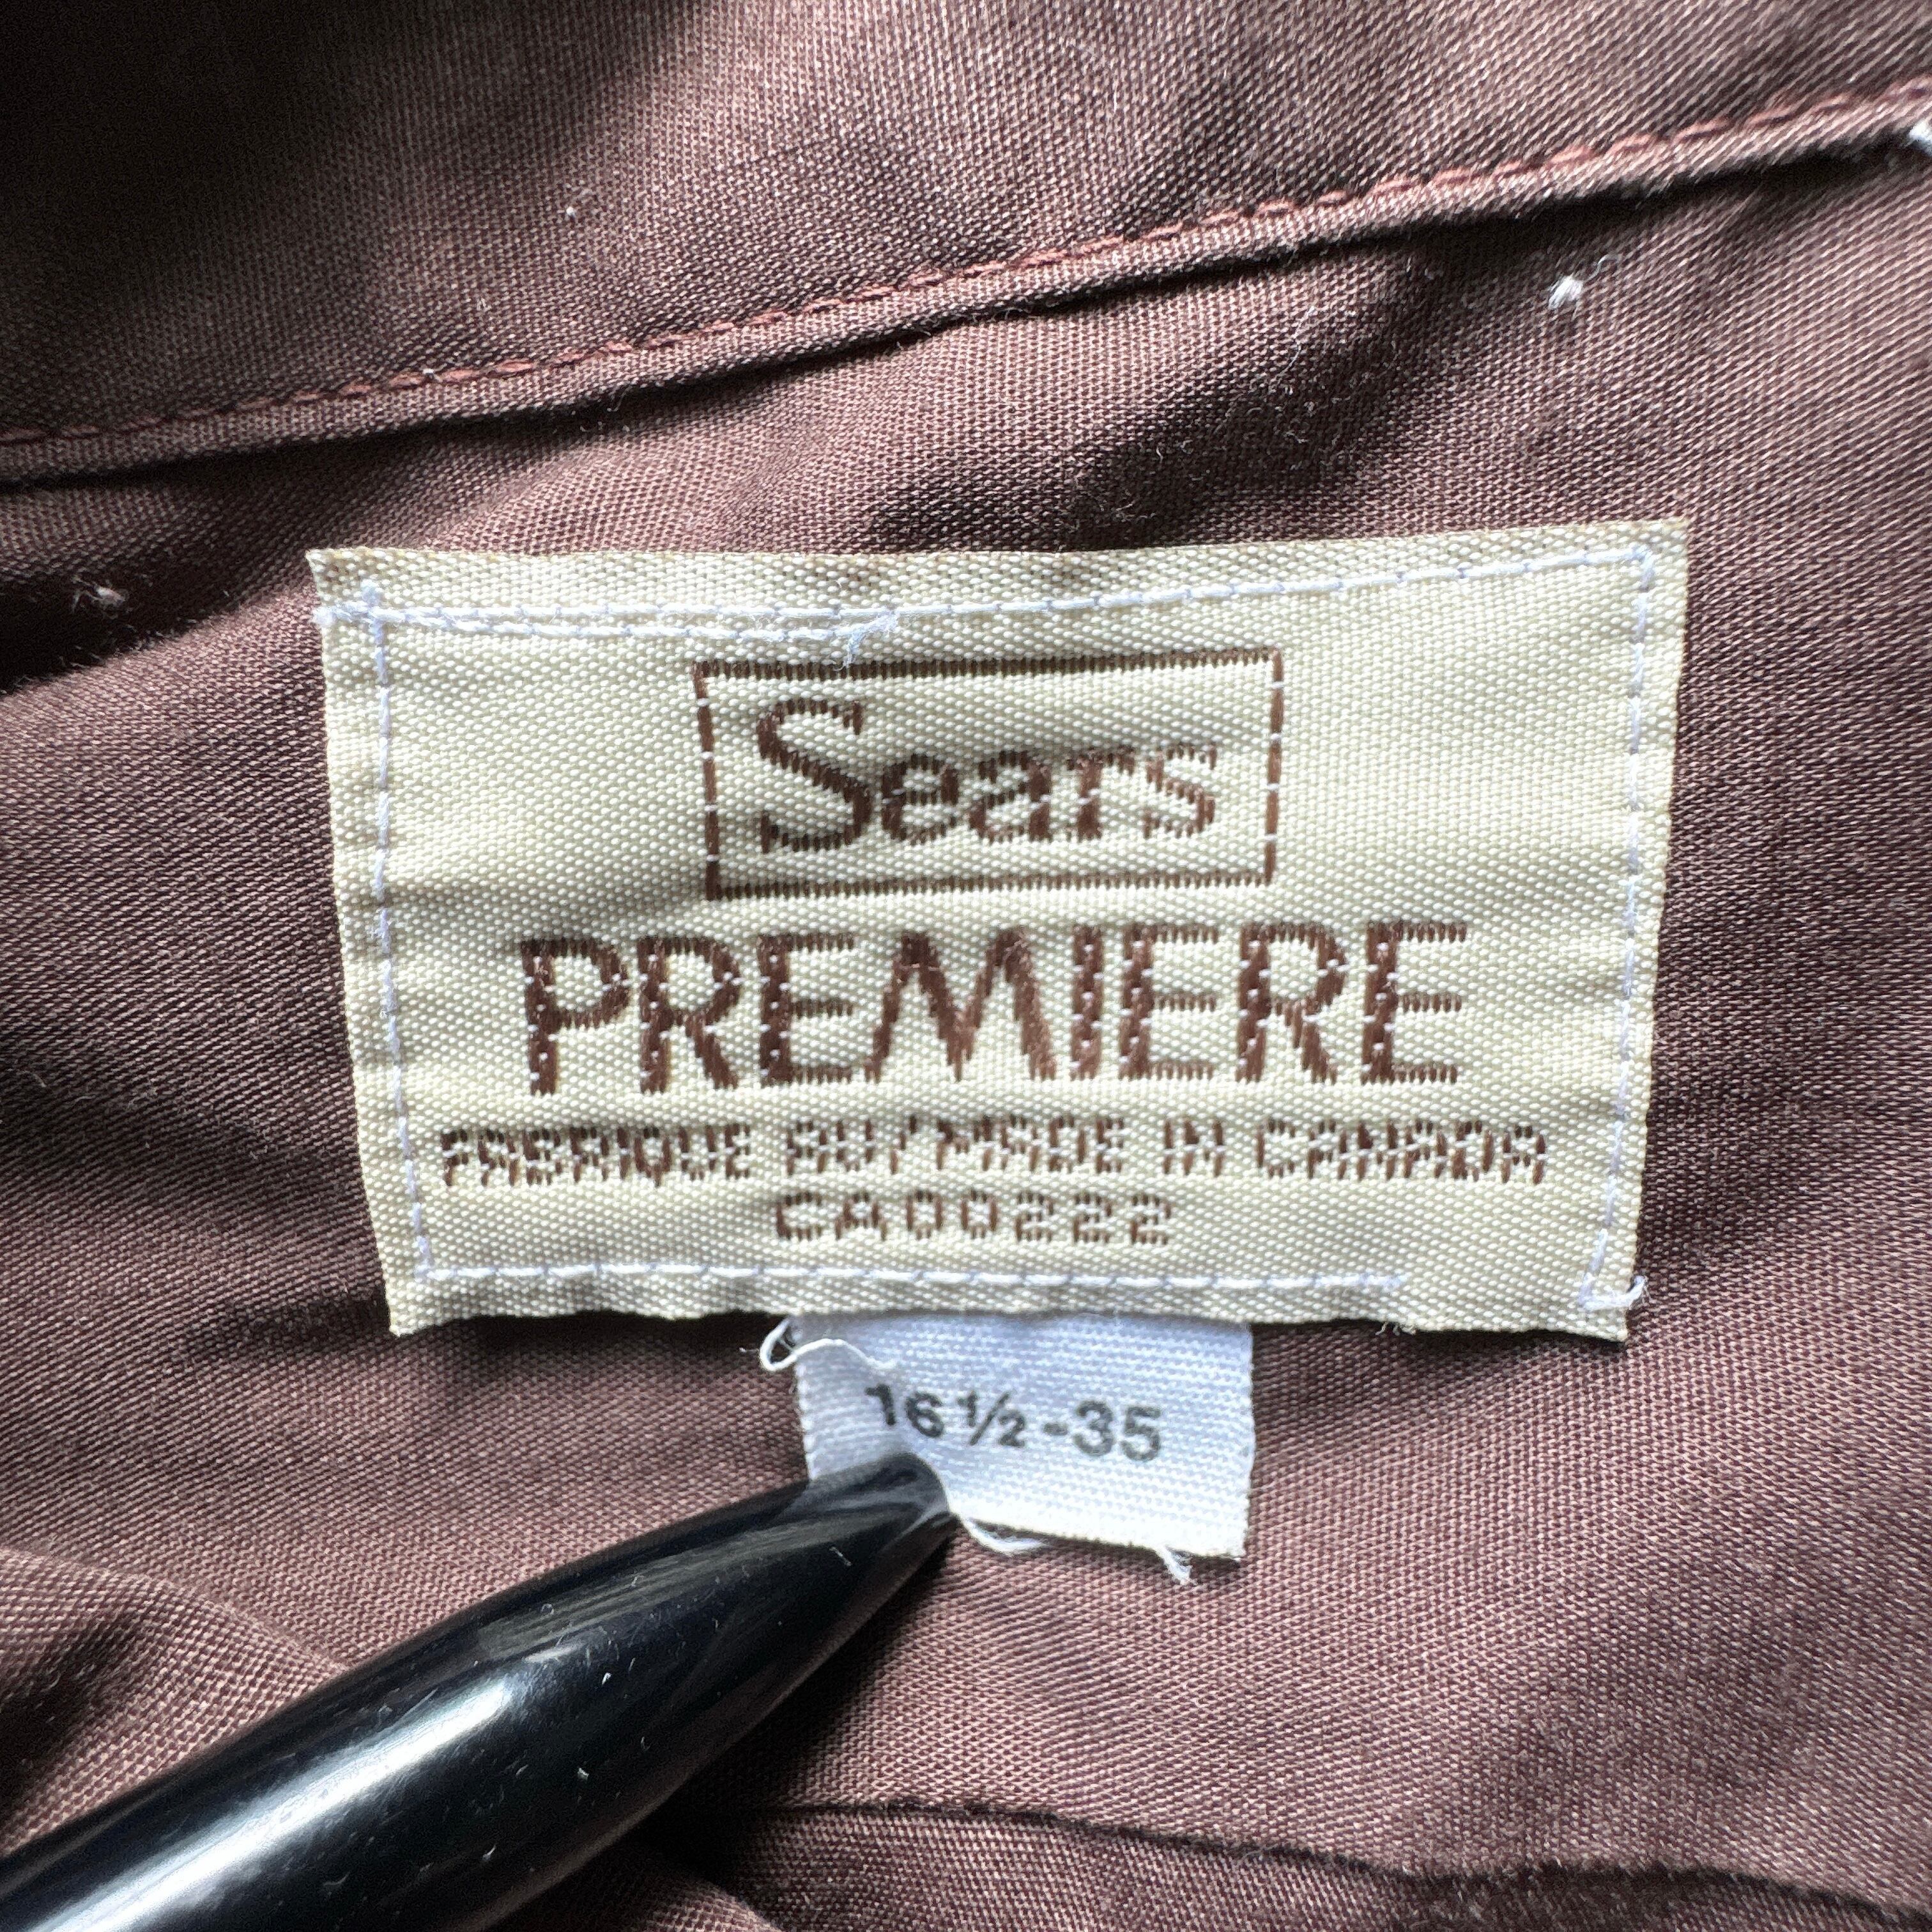 Sears
PREMIERE
FABRIQUE AU/MADE IN CANADA
CA00222
16½-35